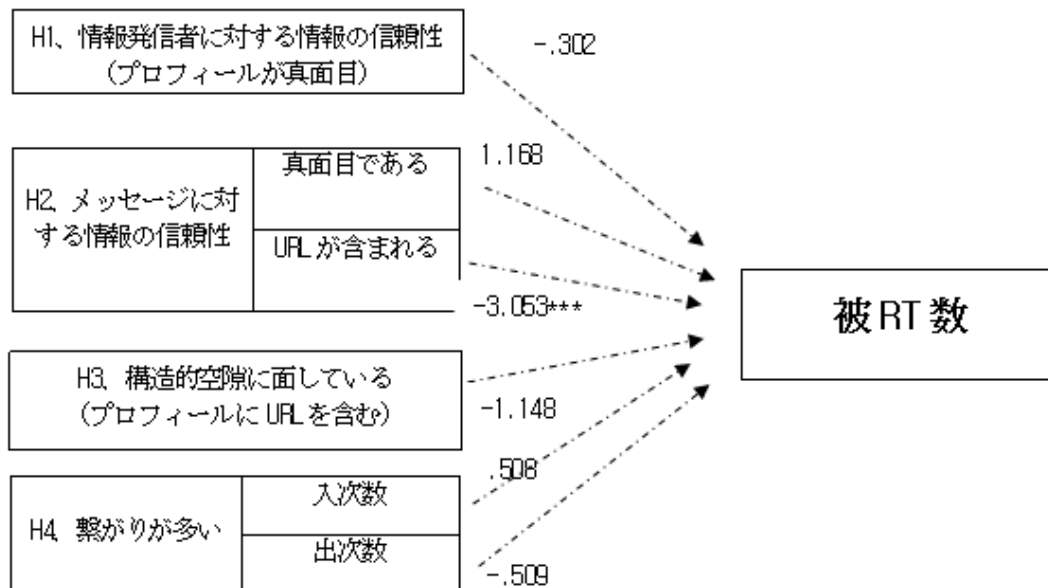 H1、情報発信者に対する情報の信頼性
(プロフィールが真面目)
-.302
H2、メッセージに対
する情報の信頼性
真面目である
1.168
URLが含まれる
-3.053***
H3、構造的空隙に面している
(プロフィールにURLを含む)
-1.148
H4、繋がりが多い
入次数
.508
出次数
-.509
被RT数